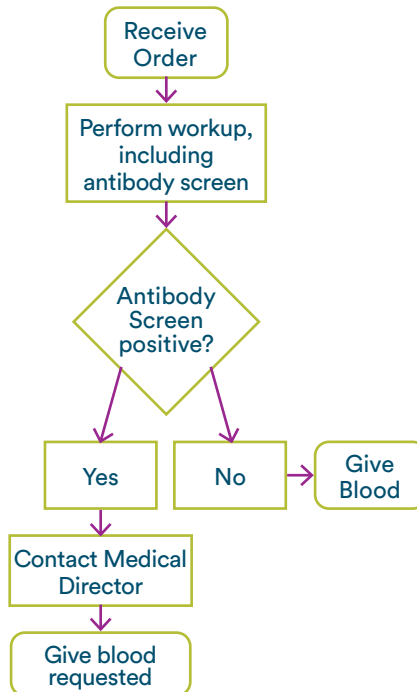 Receive
Order
Perform workup,
including
antibody screen
Antibody
Screen
positive?
Yes
No
Give
Blood
Contact Medical
Director
Give blood
requested